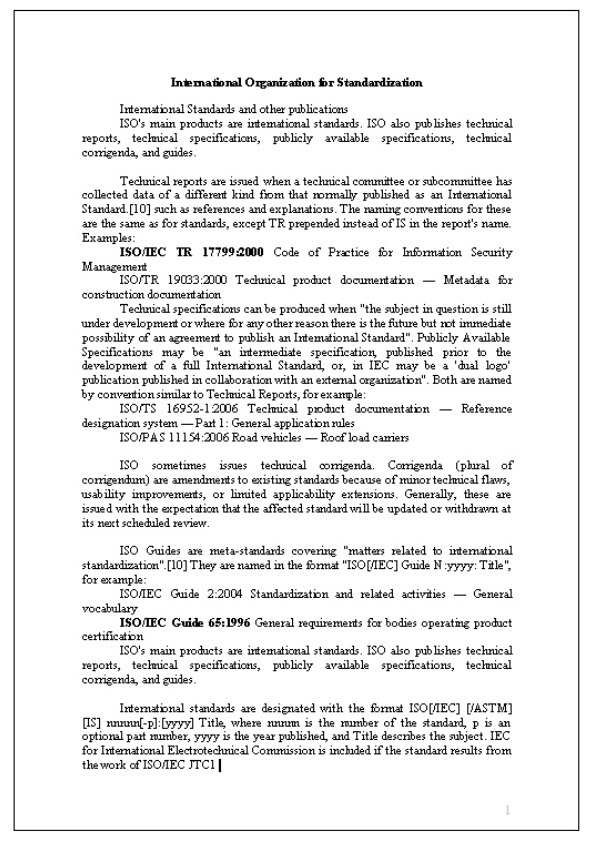 International Organization for Standardization
International Standards and other publications
ISO's main products are international standards. ISO also publishes technical
reports, technical specifications, publicly available specifications, technical
corrigenda, and guides.
Technical reports are issued when a technical committee or subcommittee has
collected data of a different kind from that normally published as an International
Standard.[10] such as references and explanations. The naming conventions for these
are the same as for standards, except TR prepended instead of IS in the report's name.
Examples:
ISO/IEC TR 17799:2000 Code of Practice for Information Security
Management
ISO/TR 19033:2000 Technical product documentation — Metadata for
construction documentation
Technical specifications can be produced when "the subject in question is still
under development or where for any other reason there is the future but not immediate
possibility of an agreement to publish an International Standard". Publicly Available
Specifications may be "an intermediate specification, published prior to the
development of a full International Standard, or, in IEC may be a 'dual logo'
publication published in collaboration with an external organization". Both are named
by convention similar to Technical Reports, for example:
ISO/TS 16952-1:2006 Technical product documentation — Reference
designation system — Part 1: General application rules
ISO/PAS 11154:2006 Road vehicles — Roof load carriers
ISO sometimes issues technical corrigenda. Corrigenda (plural of
corrigendum) are amendments to existing standards because of minor technical flaws,
usability improvements, or limited applicability extensions. Generally, these are
issued with the expectation that the affected standard will be updated or withdrawn at
its next scheduled review.
ISO Guides are meta-standards covering "matters related to international
standardization".[10] They are named in the format "ISO[/IEC] Guide N:yyyy: Title",
for example:
ISO/IEC Guide 2:2004 Standardization and related activities — General
vocabulary
ISO/IEC Guide 65:1996 General requirements for bodies operating product
certification
ISO's main products are international standards. ISO also publishes technical
reports, technical specifications, publicly available specifications, technical
corrigenda, and guides.
International standards are designated with the format ISO[/IEC] [/ASTM]
[IS] nnnnn[-p]:[yyyy] Title, where nnnnn is the number of the standard, p is an
optional part number, yyyy is the year published, and Title describes the subject. IEC
for International Electrotechnical Commission is included if the standard results from
the work of ISO/IEC JTC1
1